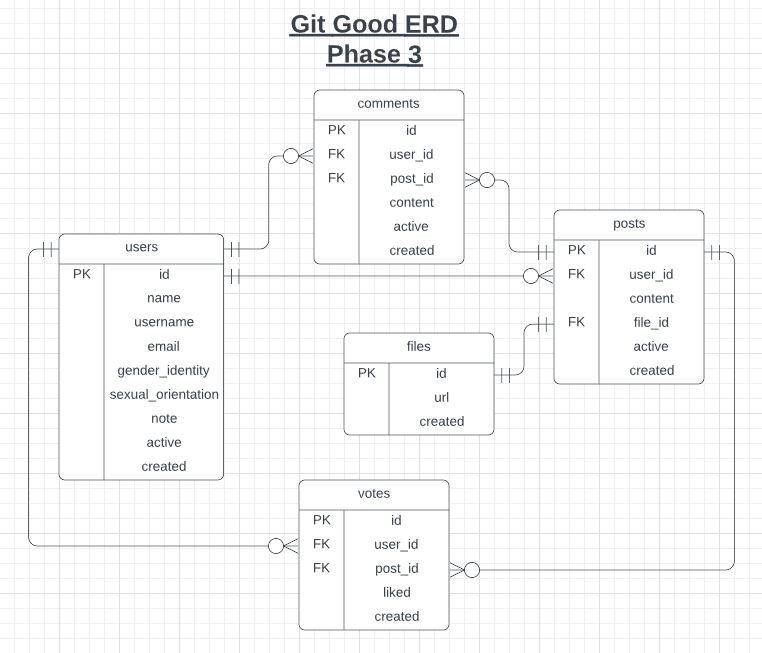 Git Good ERD
Phase 3
comments
PK id
FK user_id
FK post_id
content
active
created
posts
PK id
FK user_id
content
FK file_id
active
created
users
PK id
name
username
email
gender_identity
sexual_orientation
note
active
created
files
PK id
url
created
votes
PK id
FK user_id
FK post_id
liked
created